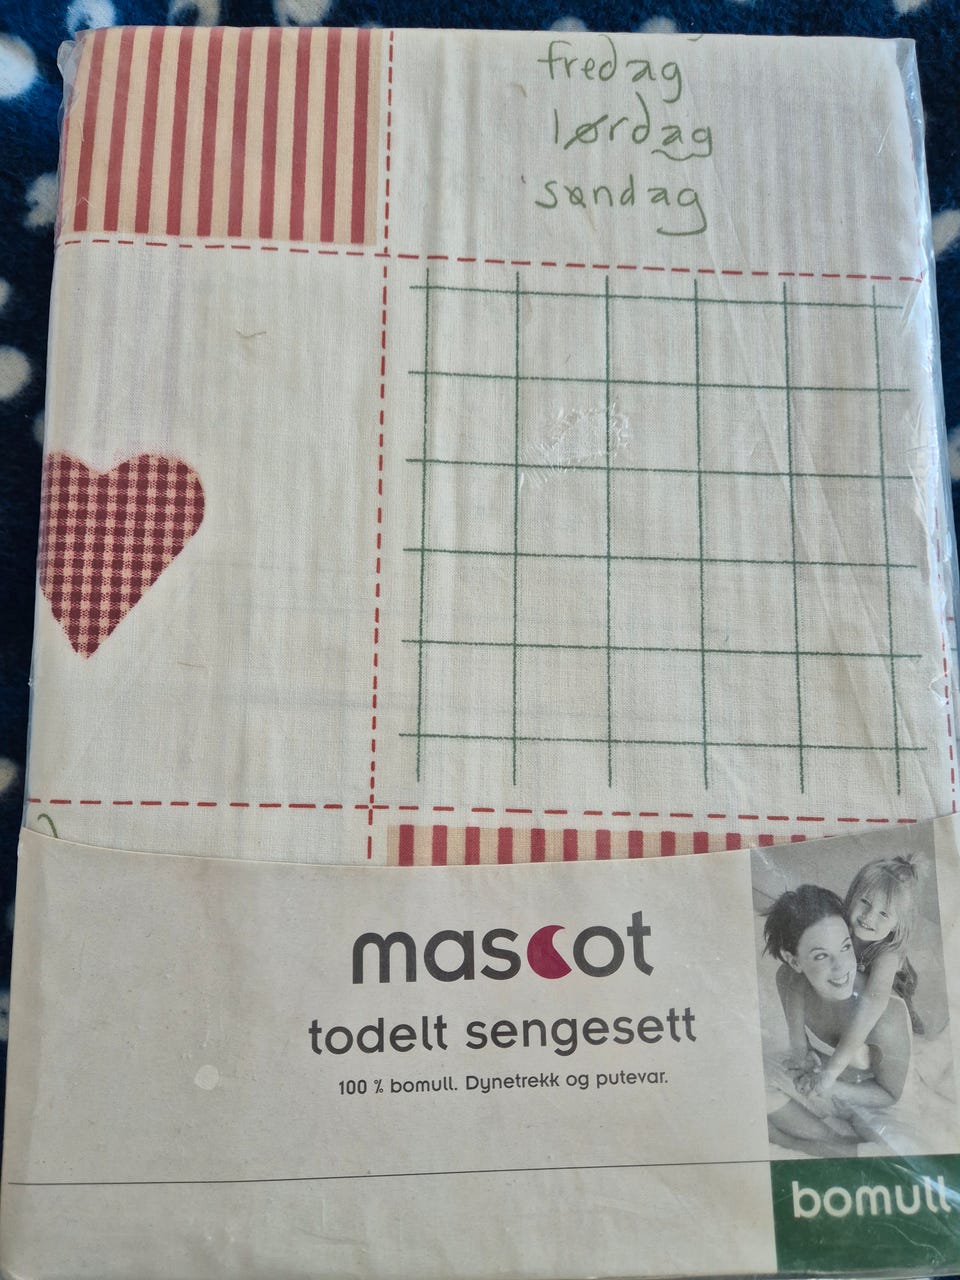 fredag
lørdag
søndag
mascot
todelt sengesett
100 % bomull. Dynetrekk og putevar.
bomull